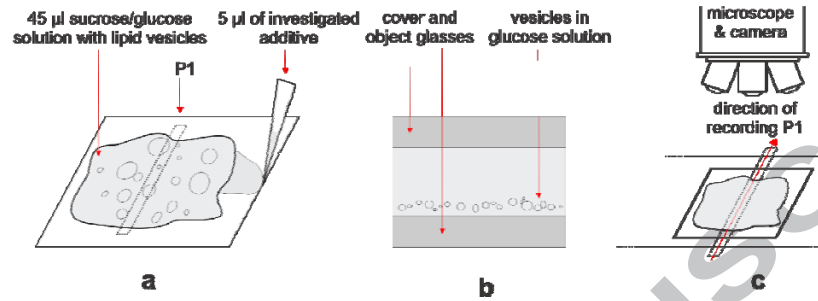 45 µl sucrose/glucose
solution with lipid vesicles
5 µl of investigated
additive
P1
a
cover and
object glasses
vesicles in
glucose solution
b
microscope
& camera
direction of
recording P1
c